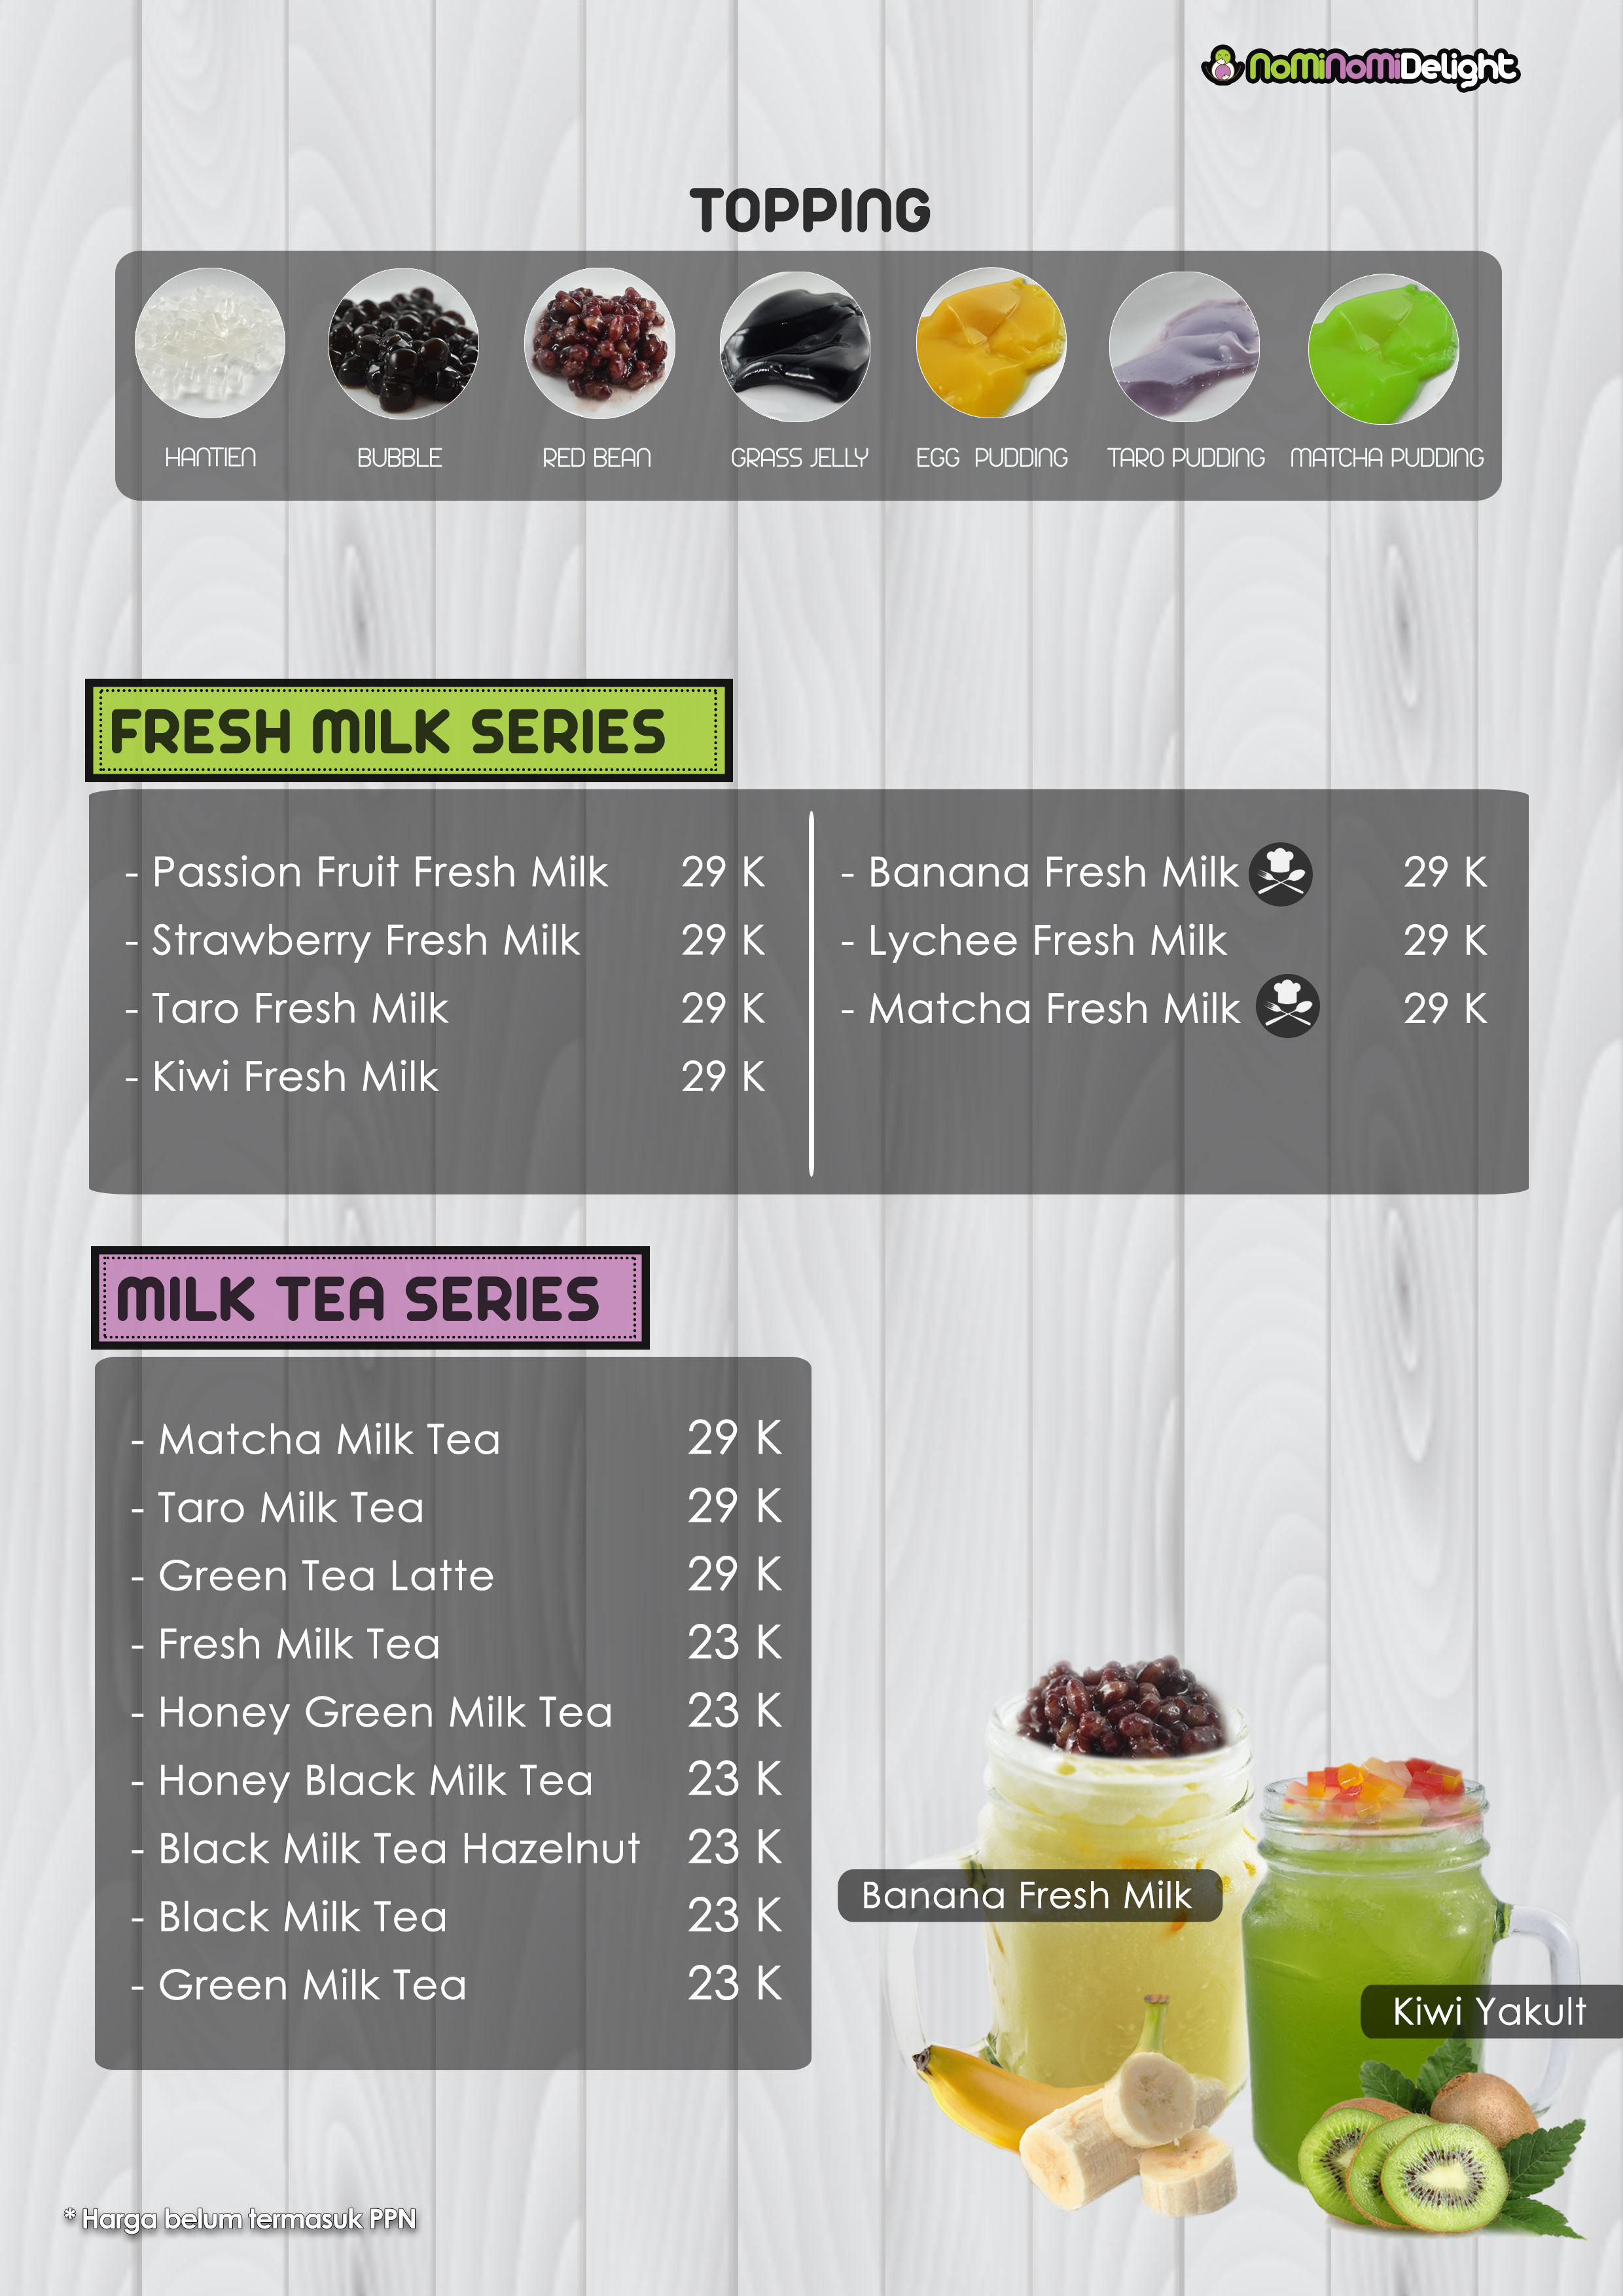 NomiNomiDelight
TOPPING
HANTIEN
BUBBLE
RED BEAN
GRASS JELLY
EGG PUDDING
TARO PUDDING
MATCHA PUDDING
FRESH MILK SERIES
- Passion Fruit Fresh Milk 29 K
- Strawberry Fresh Milk 29 K
- Taro Fresh Milk 29 K
- Kiwi Fresh Milk 29 K
- Banana Fresh Milk 29 K
- Lychee Fresh Milk 29 K
- Matcha Fresh Milk 29 K
MILK TEA SERIES
- Matcha Milk Tea 29 K
- Taro Milk Tea 29 K
- Green Tea Latte 29 K
- Fresh Milk Tea 23 K
- Honey Green Milk Tea 23 K
- Honey Black Milk Tea 23 K
- Black Milk Tea Hazelnut 23 K
- Black Milk Tea 23 K
- Green Milk Tea 23 K
Banana Fresh Milk
Kiwi Yakult
* Harga belum termasuk PPN